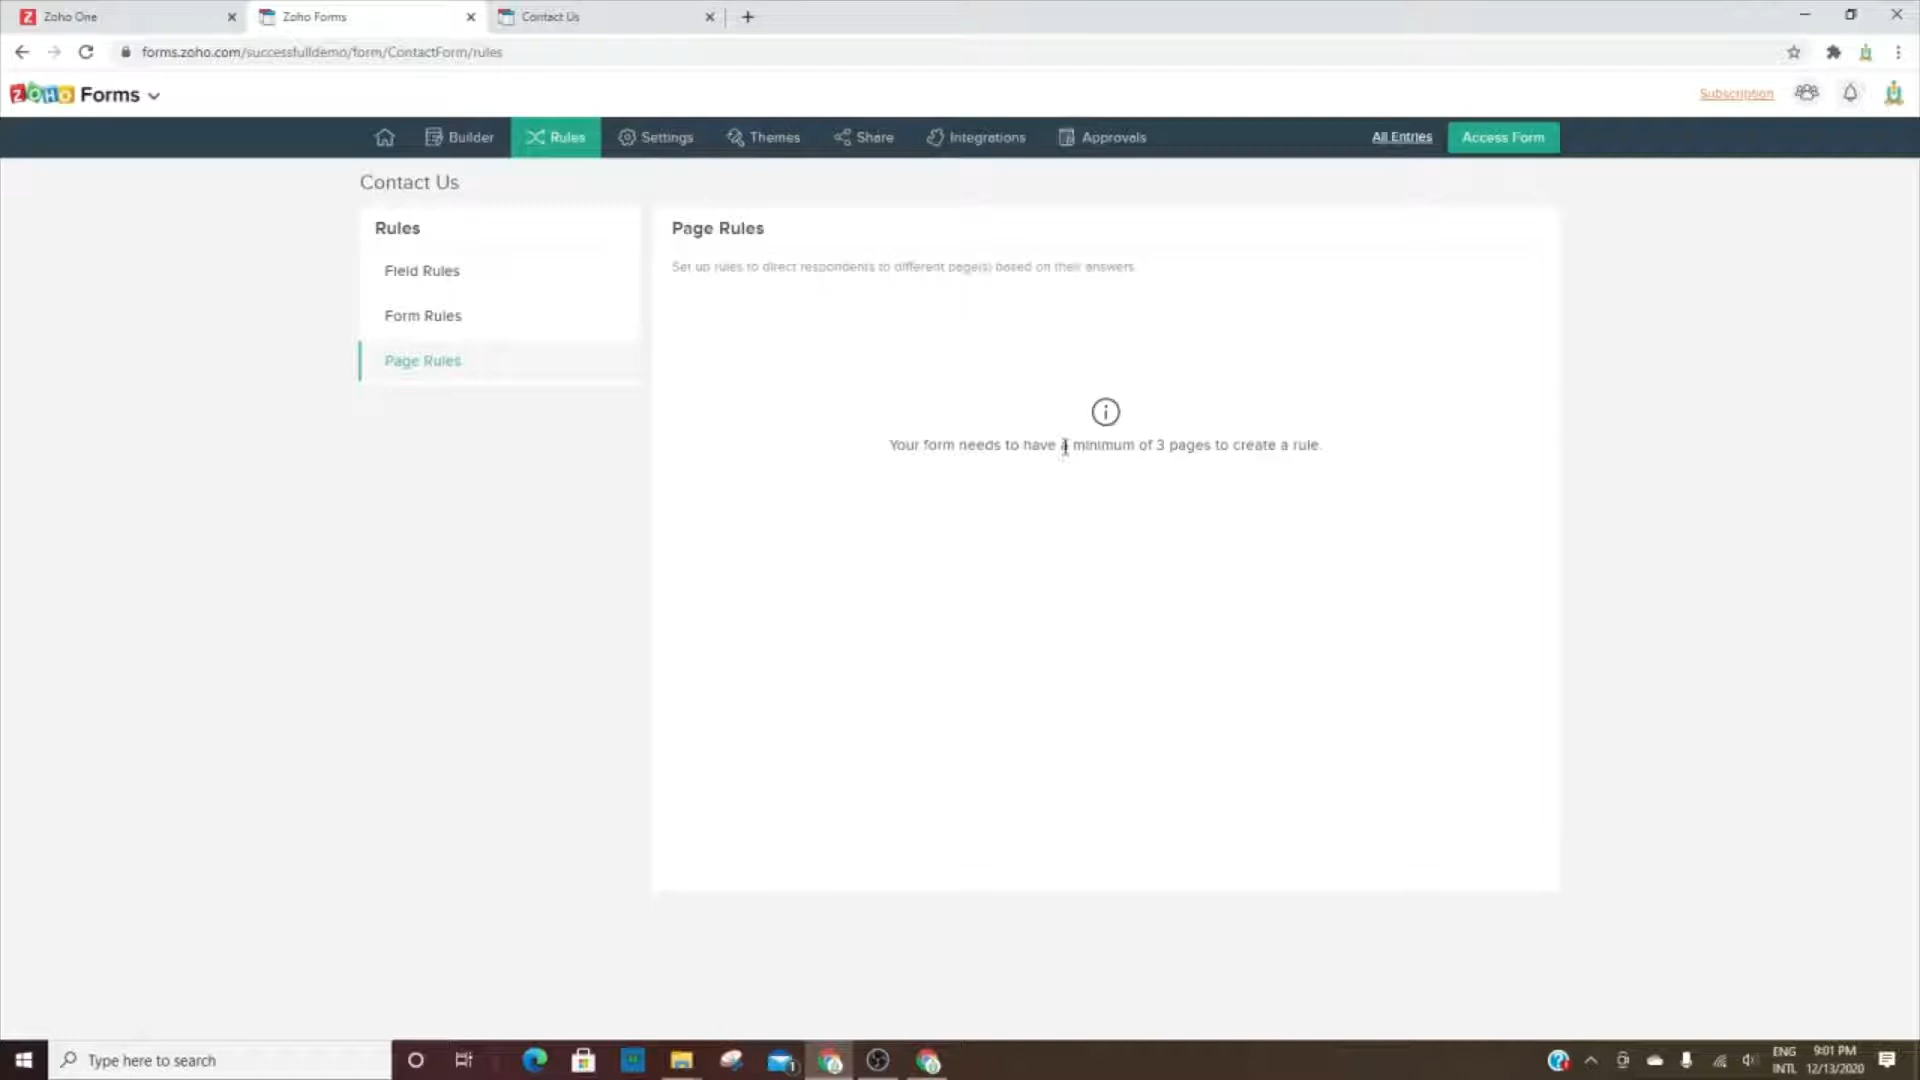 Zoho One
Zoho Forms
Contact Us
forms.zoho.com/successfulldemo/form/ContactForm/rules
ZOHO Forms
Subscription
Builder
Rules
Settings
Themes
Share
Integrations
Approvals
All Entries
Access Form
Contact Us
Rules
Field Rules
Form Rules
Page Rules
Page Rules
Set up rules to direct respondents to different page(s) based on their answers.
Your form needs to have a minimum of 3 pages to create a rule.
Type here to search
1
ENG
INTL
9:01 PM
12/13/2020